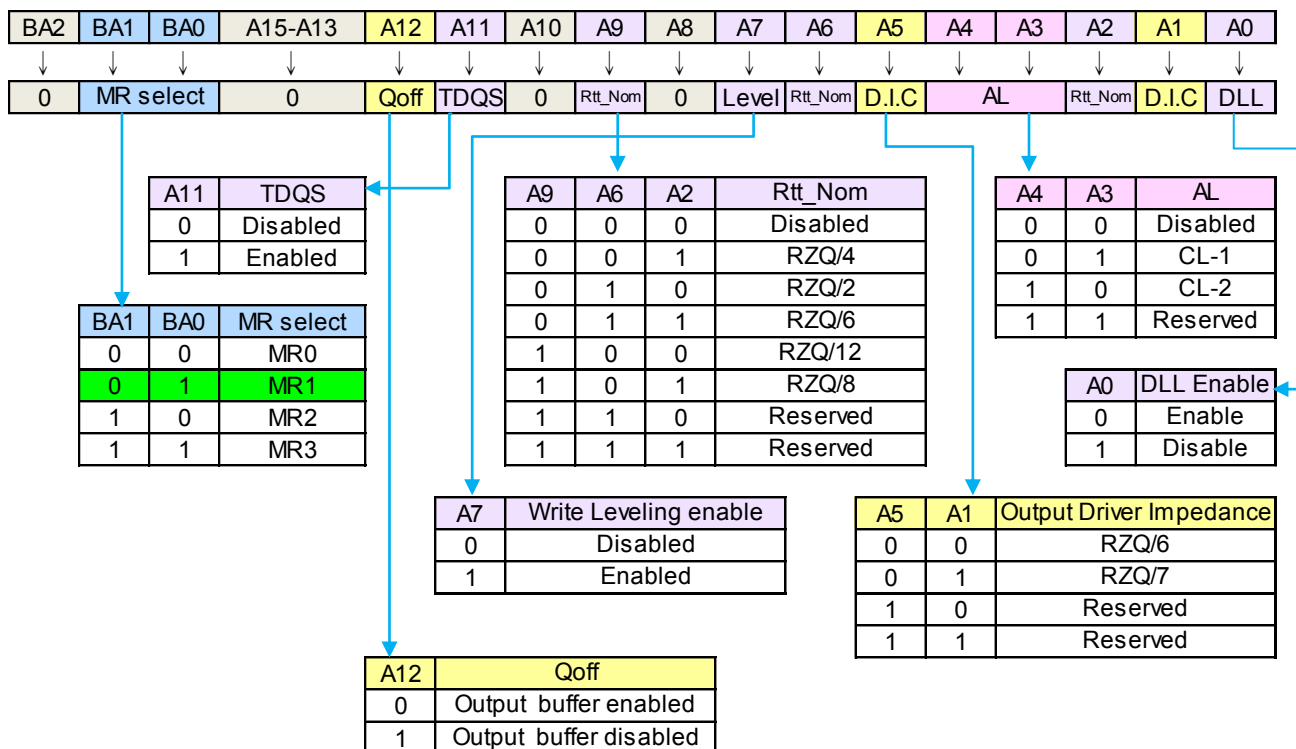 BA2 BA1 BA0 A15-A13 A12 A11 A10 A9 A8 A7 A6 A5 A4 A3 A2 A1 A0
0 MR select 0 Qoff TDQS 0 Rtt_Nom 0 Level Rtt_Nom D.I.C AL Rtt_Nom D.I.C DLL
A11 TDQS
0 Disabled
1 Enabled
BA1 BA0 MR select
0 0 MR0
0 1 MR1
1 0 MR2
1 1 MR3
A9 A6 A2 Rtt_Nom
0 0 0 Disabled
0 0 1 RZQ/4
0 1 0 RZQ/2
0 1 1 RZQ/6
1 0 0 RZQ/12
1 0 1 RZQ/8
1 1 0 Reserved
1 1 1 Reserved
A4 A3 AL
0 0 Disabled
0 1 CL-1
1 0 CL-2
1 1 Reserved
A0 DLL Enable
0 Enable
1 Disable
A7 Write Leveling enable
0 Disabled
1 Enabled
A5 A1 Output Driver Impedance
0 0 RZQ/6
0 1 RZQ/7
1 0 Reserved
1 1 Reserved
A12 Qoff
0 Output buffer enabled
1 Output buffer disabled